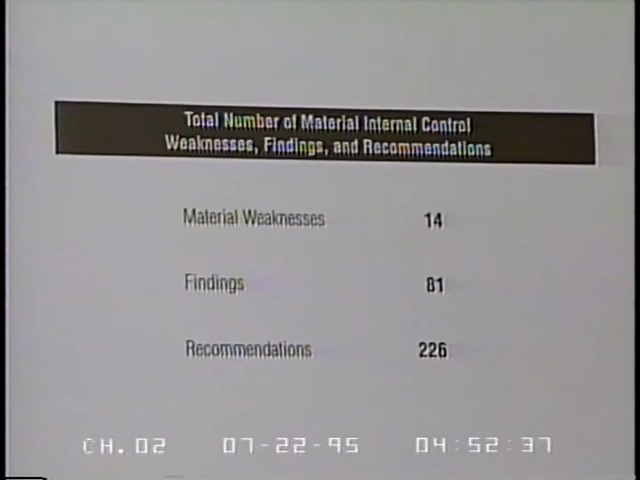 Total Number of Material Internal Control
Weaknesses, Findings, and Recommendations
Material Weaknesses 14
Findings 81
Recommendations 226
CH.02 07-22-95 04:52:37